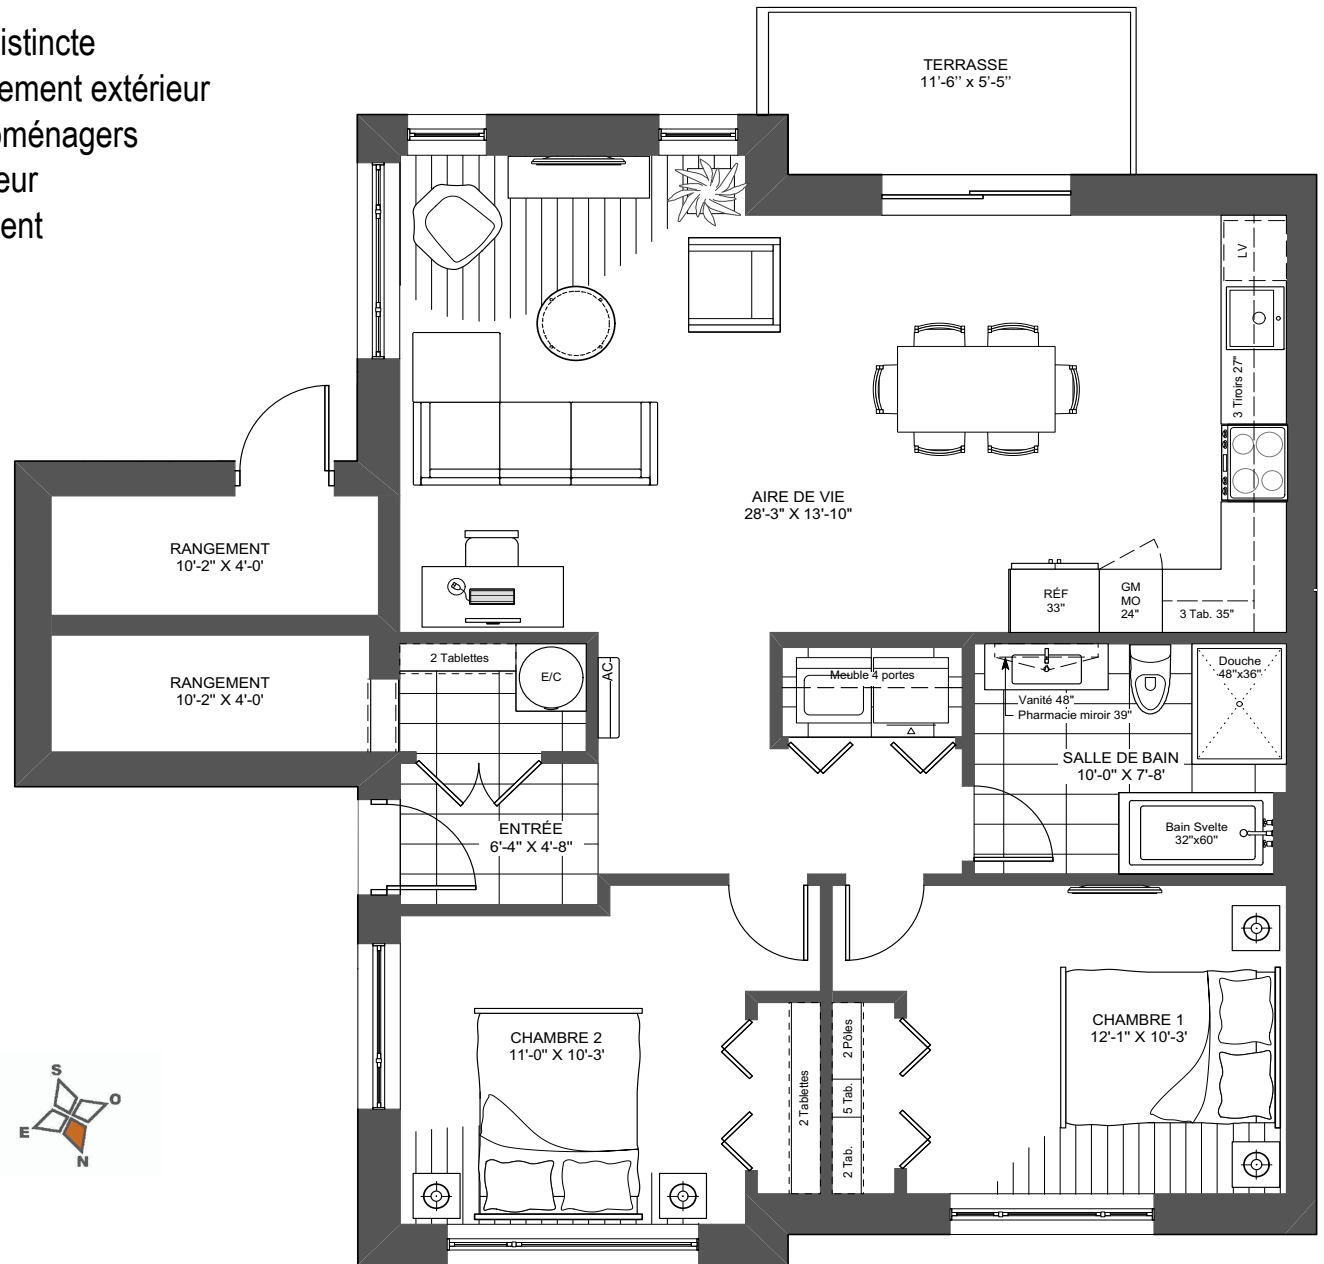 istincte
ement extérieur
oménagers
eur
ent
TERRASSE
11'-6'' x 5'-5''
LV
3 Tiroirs 27"
AIRE DE VIE
28'-3" X 13'-10"
RANGEMENT
10'-2" X 4'-0'
RÉF
33"
GM
MO
24"
3 Tab. 35"
RANGEMENT
10'-2" X 4'-0'
2 Tablettes
E/C
AC.
Meuble 4 portes
Douche
48"x36"
Vanité 48"
Pharmacie miroir 39"
SALLE DE BAIN
10'-0" X 7'-8'
ENTRÉE
6'-4" X 4'-8"
Bain Svelte
32"x60"
CHAMBRE 2
11'-0" X 10'-3'
2 Tablettes
2 Pôles
5 Tab.
2 Tab.
CHAMBRE 1
12'-1" X 10'-3'
S
O
E
N